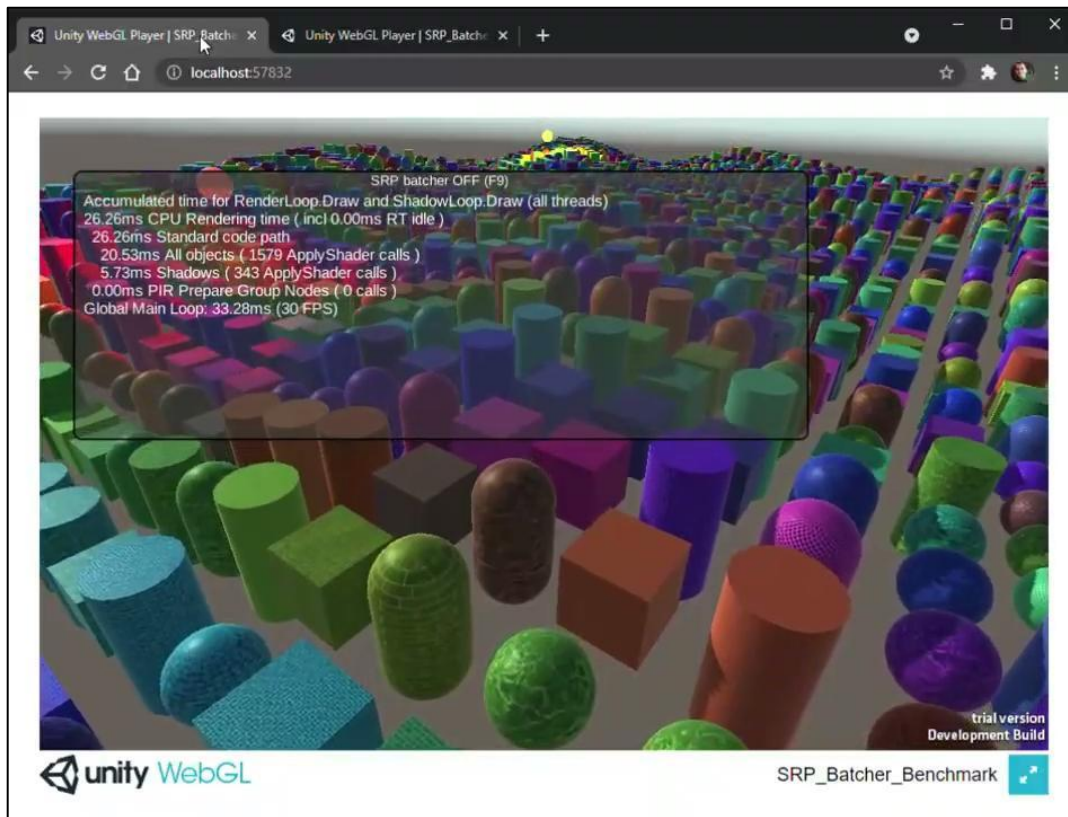 Unity WebGL Player | SRP_Batche
Unity WebGL Player | SRP_Batche
localhost:57832
SRP batcher OFF (F9)
Accumulated time for RenderLoop.Draw and ShadowLoop.Draw (all threads)
26.26ms CPU Rendering time ( incl 0.00ms RT idle )
26.26ms Standard code path
20.53ms All objects ( 1579 ApplyShader calls )
5.73ms Shadows ( 343 ApplyShader calls )
0.00ms PIR Prepare Group Nodes ( 0 calls )
Global Main Loop: 33.28ms (30 FPS)
trial version
Development Build
unity WebGL
SRP_Batcher_Benchmark